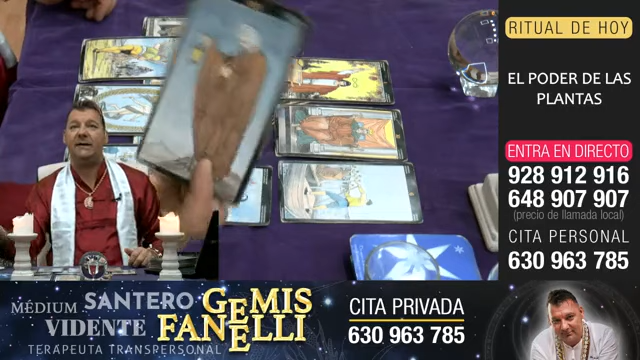 RITUAL DE HOY
EL PODER DE LAS
PLANTAS
ENTRA EN DIRECTO
928 912 916
648 907 907
(precio de llamada local)
CITA PERSONAL
630 963 785
MÉDIUM SANTERO
VIDENTE
TERAPEUTA TRANSPERSONAL
GEMIS
FANELLI
CITA PRIVADA
630 963 785